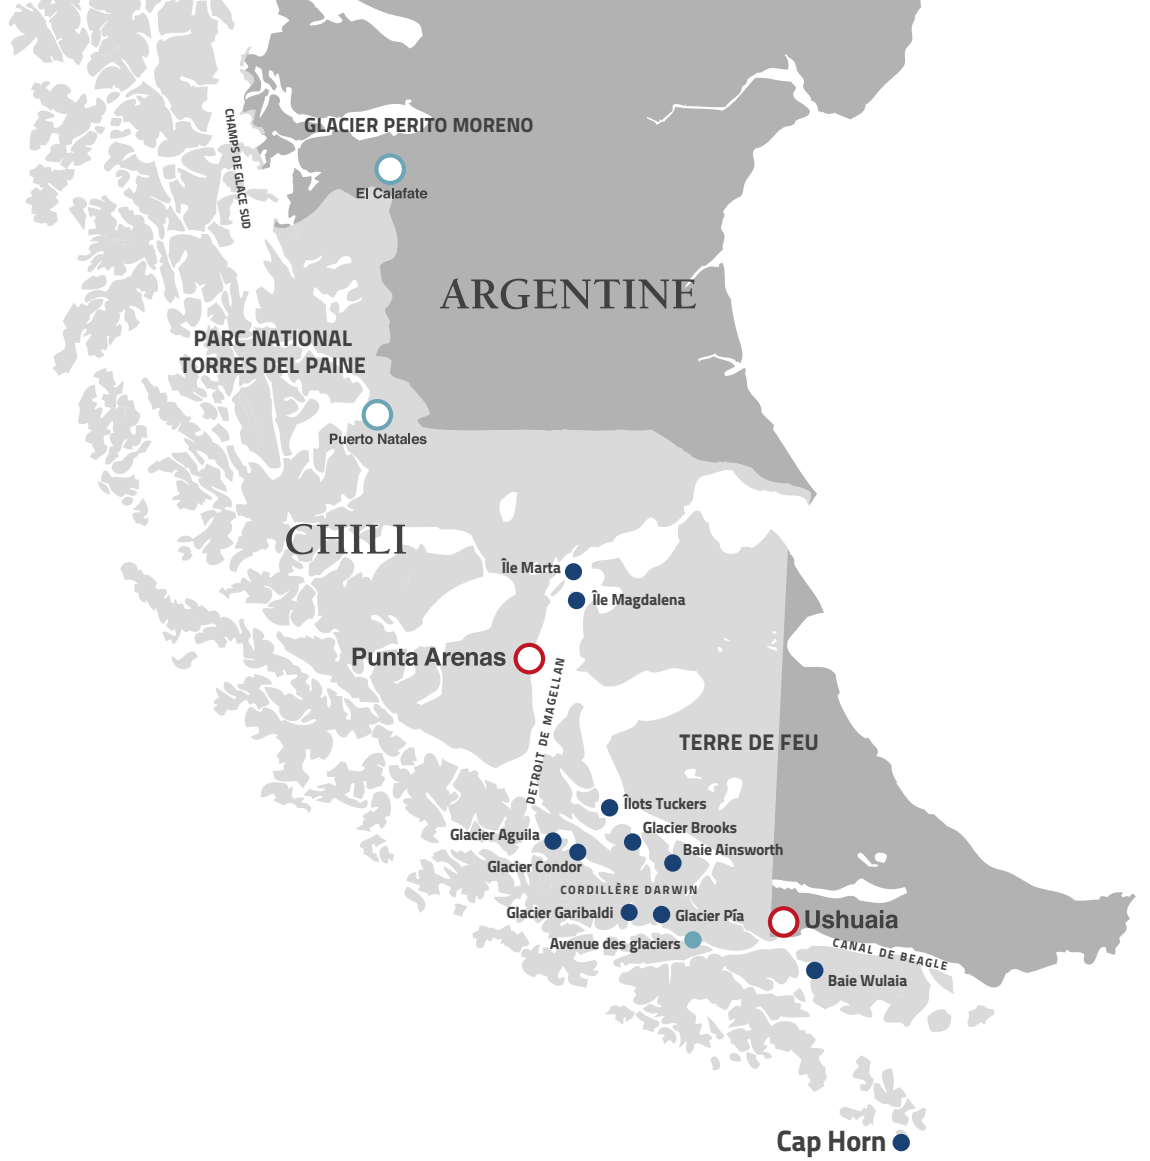 CHAMPS DE GLACE SUD
GLACIER PERITO MORENO
El Calafate
ARGENTINE
PARC NATIONAL
TORRES DEL PAINE
Puerto Natales
CHILI
Île Marta
Île Magdalena
Punta Arenas
DETROIT DE MAGELLAN
TERRE DE FEU
Îlots Tuckers
Glacier Brooks
Glacier Aguila
Baie Ainsworth
Glacier Condor
CORDILLÈRE DARWIN
Glacier Garibaldi
Glacier Pía
Ushuaia
Avenue des glaciers
CANAL DE BEAGLE
Baie Wulaia
Cap Horn